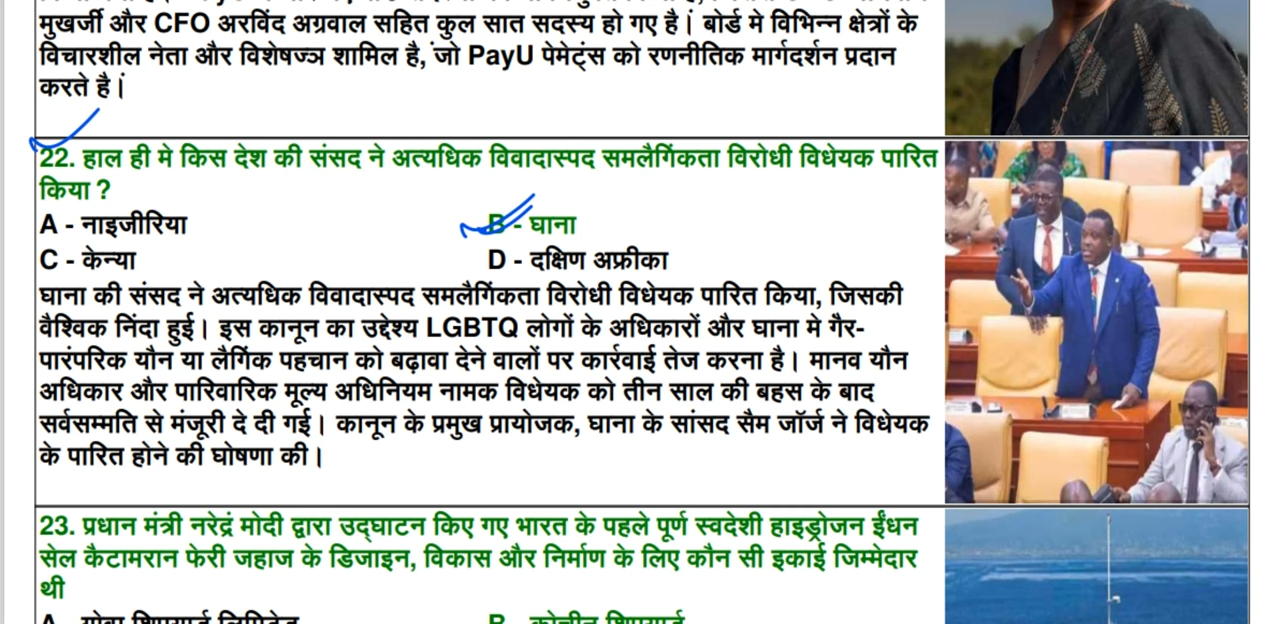 मुखर्जी और CFO अरविंद अग्रवाल सहित कुल सात सदस्य हो गए है। बोर्ड मे विभिन्न क्षेत्रों के
विचारशील नेता और विशेषज्ञ शामिल है, जो PayU पेमेंट्स को रणनीतिक मार्गदर्शन प्रदान
करते है।
22. हाल ही मे किस देश की संसद ने अत्यधिक विवादास्पद समलैगिंकता विरोधी विधेयक पारित
किया ?
A - नाइजीरिया
B - घाना
C - केन्या
D - दक्षिण अफ्रीका
घाना की संसद ने अत्यधिक विवादास्पद समलैगिंकता विरोधी विधेयक पारित किया, जिसकी
वैश्विक निंदा हुई। इस कानून का उद्देश्य LGBTQ लोगों के अधिकारों और घाना मे गैर-
पारंपरिक यौन या लैगिंक पहचान को बढ़ावा देने वालों पर कार्रवाई तेज करना है। मानव यौन
अधिकार और पारिवारिक मूल्य अधिनियम नामक विधेयक को तीन साल की बहस के बाद
सर्वसम्मति से मंजूरी दे दी गई। कानून के प्रमुख प्रायोजक, घाना के सांसद सैम जॉर्ज ने विधेयक
के पारित होने की घोषणा की।
23. प्रधान मंत्री नरेद्रं मोदी द्वारा उद्घाटन किए गए भारत के पहले पूर्ण स्वदेशी हाइड्रोजन ईंधन
सेल कैटामरान फेरी जहाज के डिजाइन, विकास और निर्माण के लिए कौन सी इकाई जिम्मेदार
थी
A - गोवा शिपयार्ड लिमिटेड
B - कोचीन शिपयार्ड